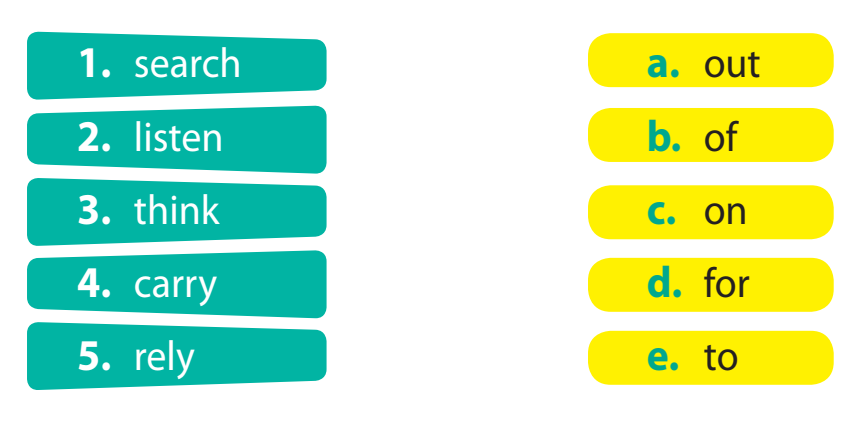 1. search
a. out
2. listen
b. of
3. think
c. on
4. carry
d. for
5. rely
e. to